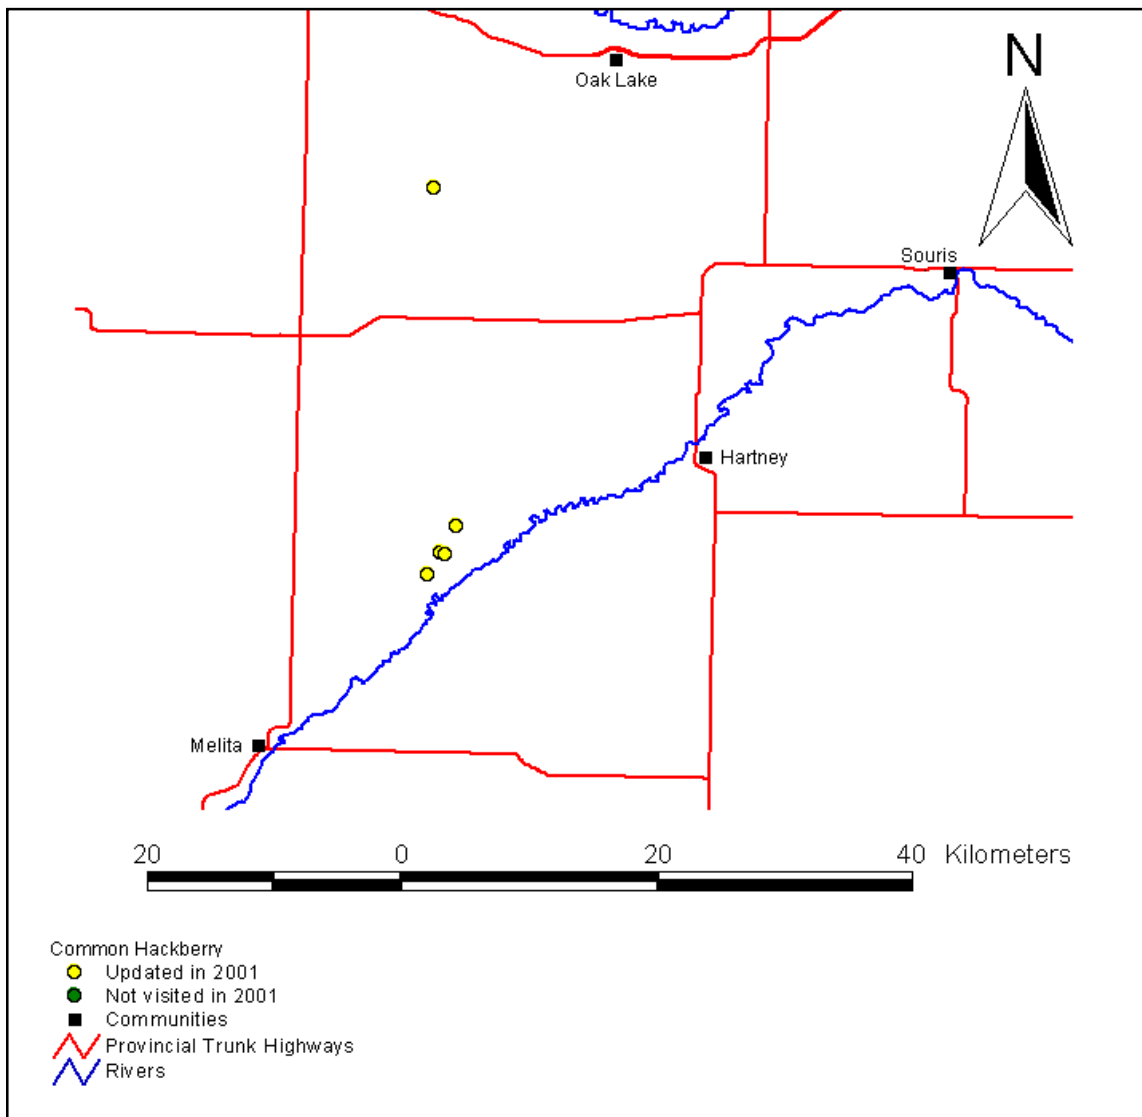 N
Oak Lake
Souris
Hartney
Melita
20 0 20 40 Kilometers
Common Hackberry
Updated in 2001
Not visited in 2001
Communities
Provincial Trunk Highways
Rivers